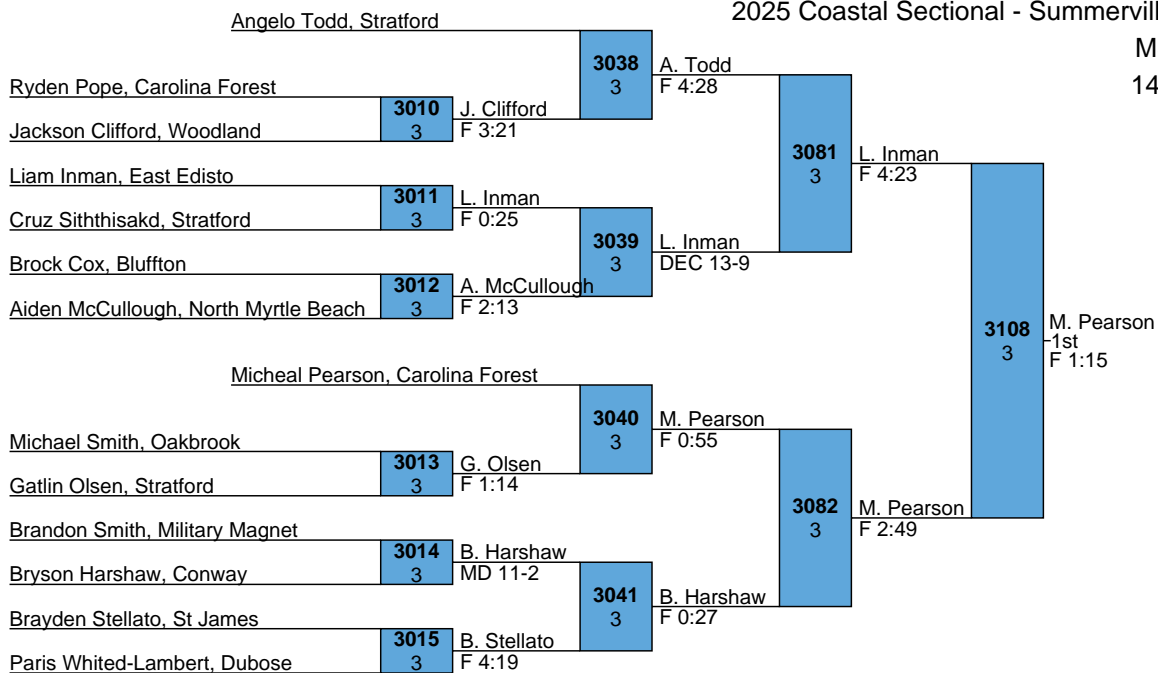 2025 Coastal Sectional - Summervill
M
14
Angelo Todd, Stratford
3038
3
A. Todd
F 4:28
Ryden Pope, Carolina Forest
3010
3
J. Clifford
F 3:21
Jackson Clifford, Woodland
3081
3
L. Inman
F 4:23
Liam Inman, East Edisto
3011
3
L. Inman
F 0:25
Cruz Siththisakd, Stratford
3039
3
L. Inman
DEC 13-9
Brock Cox, Bluffton
3012
3
A. McCullough
F 2:13
Aiden McCullough, North Myrtle Beach
3108
3
M. Pearson
1st
F 1:15
Micheal Pearson, Carolina Forest
3040
3
M. Pearson
F 0:55
Michael Smith, Oakbrook
3013
3
G. Olsen
F 1:14
Gatlin Olsen, Stratford
3082
3
M. Pearson
F 2:49
Brandon Smith, Military Magnet
3014
3
B. Harshaw
MD 11-2
Bryson Harshaw, Conway
3041
3
B. Harshaw
F 0:27
Brayden Stellato, St James
3015
3
B. Stellato
F 4:19
Paris Whited-Lambert, Dubose